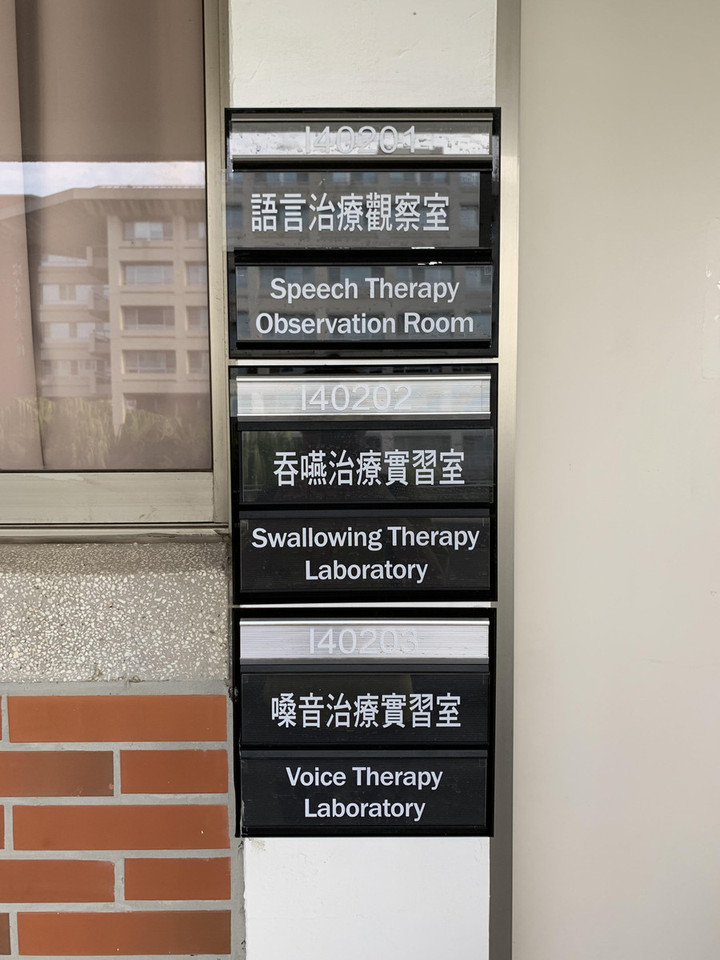 I40201
語言治療觀察室
Speech Therapy
Observation Room
I40202
吞嚥治療實習室
Swallowing Therapy
Laboratory
I40203
嗓音治療實習室
Voice Therapy
Laboratory